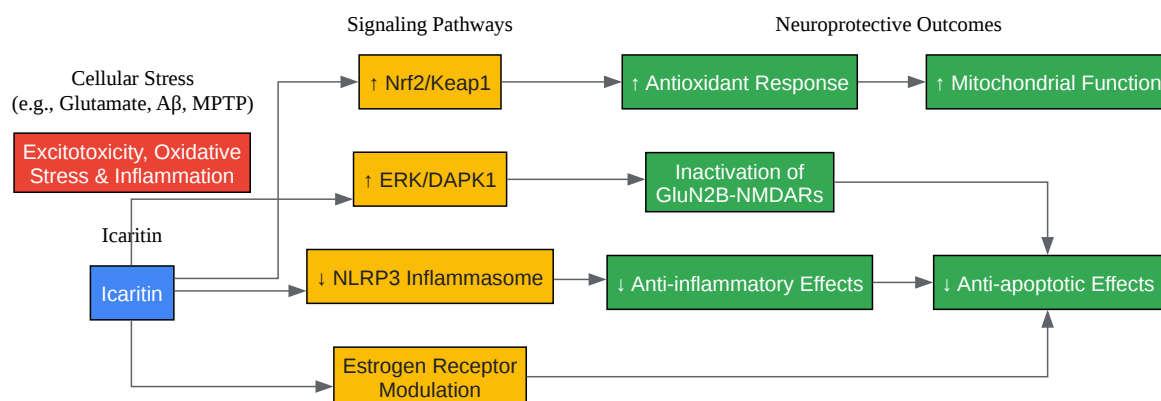 Signaling Pathways
Neuroprotective Outcomes
Cellular Stress
(e.g., Glutamate, Aβ, MPTP)
↑ Nrf2/Keap1
↑ Antioxidant Response
↑ Mitochondrial Function
Excitotoxicity, Oxidative
Stress & Inflammation
↑ ERK/DAPK1
Inactivation of
GluN2B-NMDARs
Icaritin
Icaritin
↓ NLRP3 Inflammasome
↓ Anti-inflammatory Effects
↓ Anti-apoptotic Effects
Estrogen Receptor
Modulation